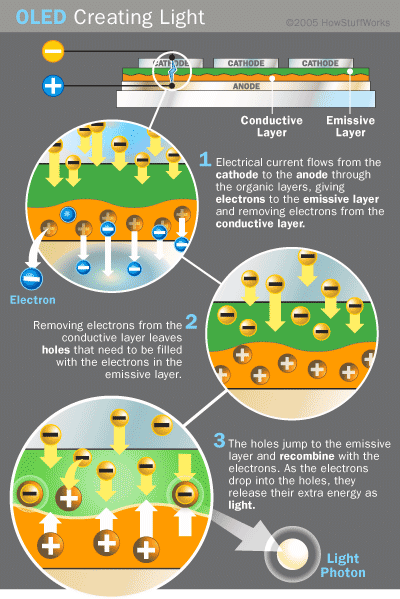 OLED Creating Light
©2005 HowStuffWorks
CATHODE CATHODE CATHODE
ANODE
Conductive
Layer
Emissive
Layer
1 Electrical current flows from the
cathode to the anode through
the organic layers, giving
electrons to the emissive layer
and removing electrons from the
conductive layer.
Electron
2
Removing electrons from the
conductive layer leaves
holes that need to be filled
with the electrons in the
emissive layer.
3 The holes jump to the emissive
layer and recombine with the
electrons. As the electrons
drop into the holes, they
release their extra energy as
light.
Light
Photon